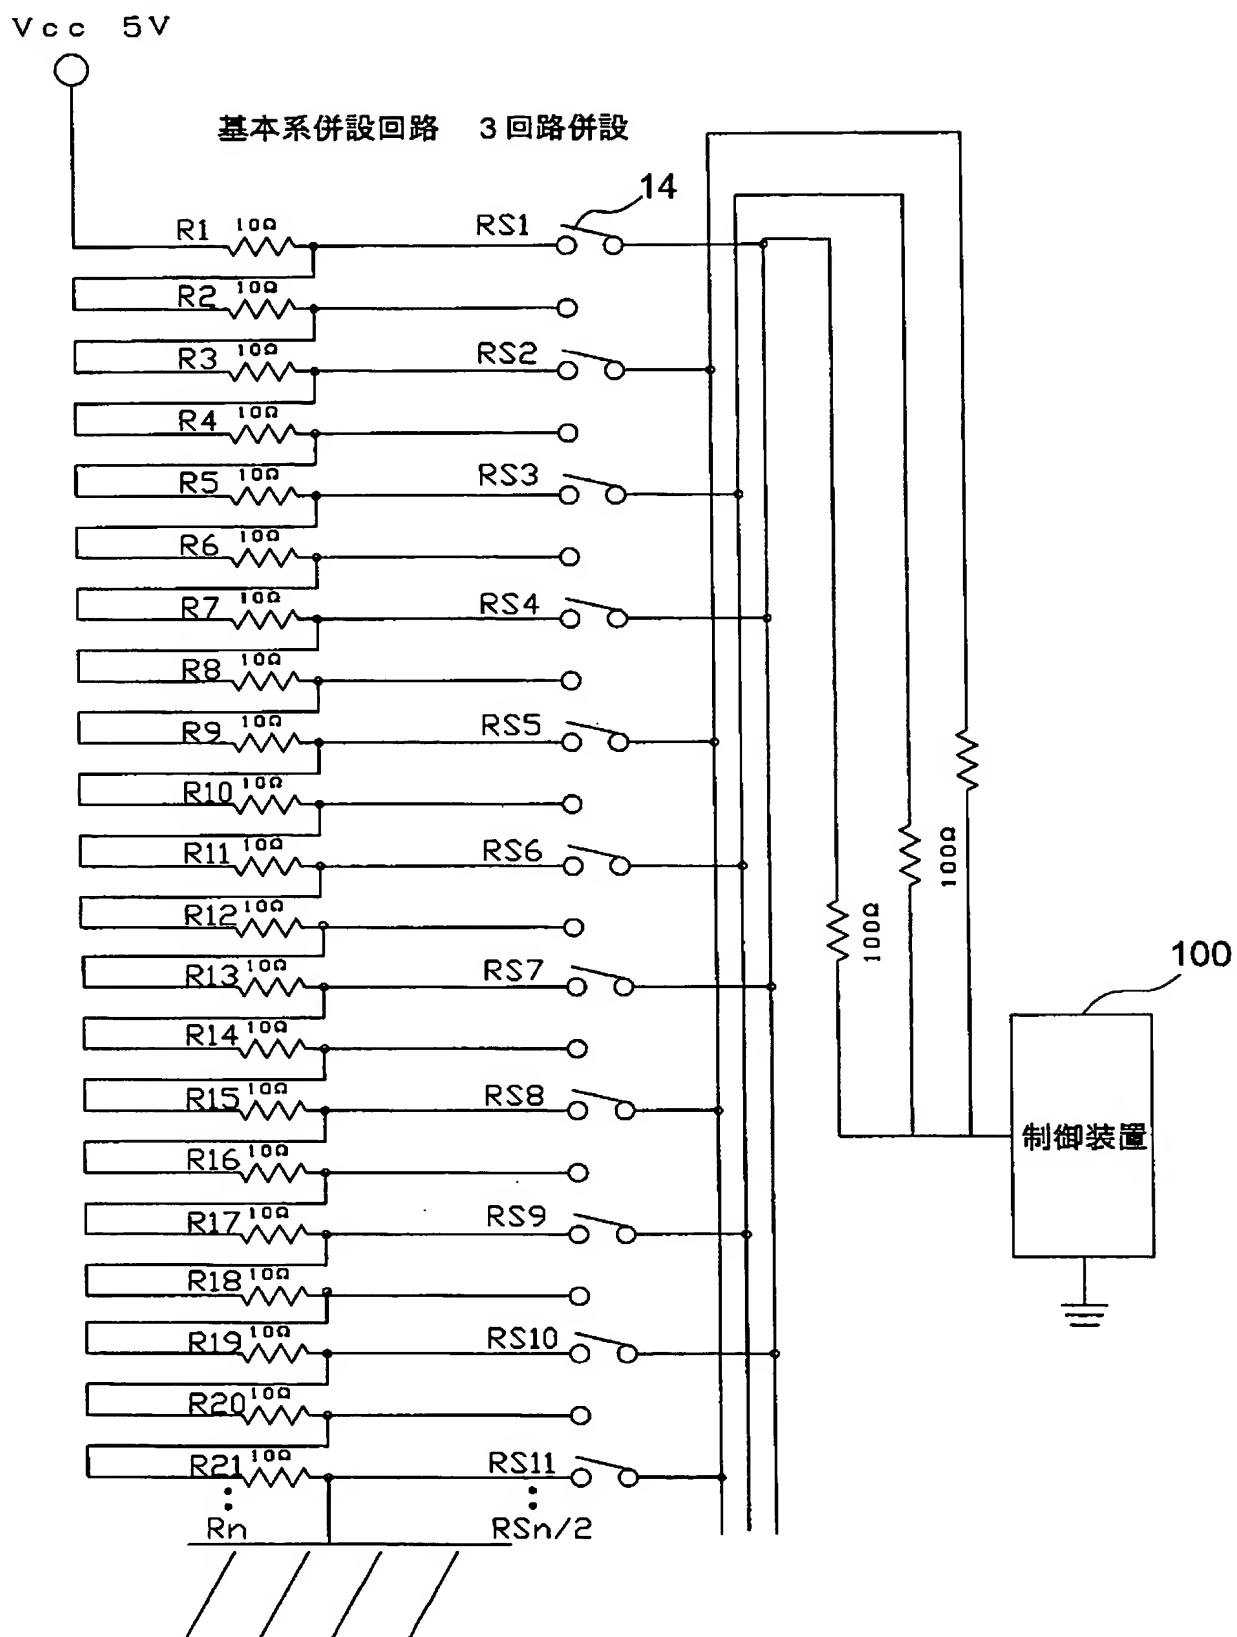 Vcc 5V
基本系併設回路 3回路併設
14
R1 10Ω RS1
R2 10Ω
R3 10Ω RS2
R4 10Ω
R5 10Ω RS3
R6 10Ω
R7 10Ω RS4
R8 10Ω
R9 10Ω RS5
R10 10Ω
R11 10Ω RS6
100Ω
R12 10Ω
100Ω
R13 10Ω RS7
100
R14 10Ω
R15 10Ω RS8
制御装置
R16 10Ω
R17 10Ω RS9
R18 10Ω
R19 10Ω RS10
R20 10Ω
R21 10Ω RS11
Rn RSn/2